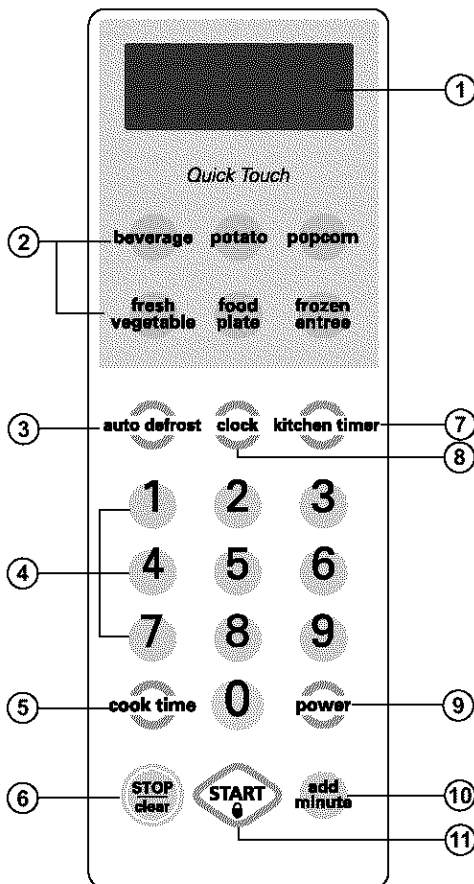 1
Quick Touch
2
beverage potato popcorn
fresh vegetable food plate frozen entree
3 auto defrost clock kitchen timer 7
8
1 2 3
4 4 5 6
7 8 9
5 cook time 0 power 9
6 STOP clear START add minute 10
11